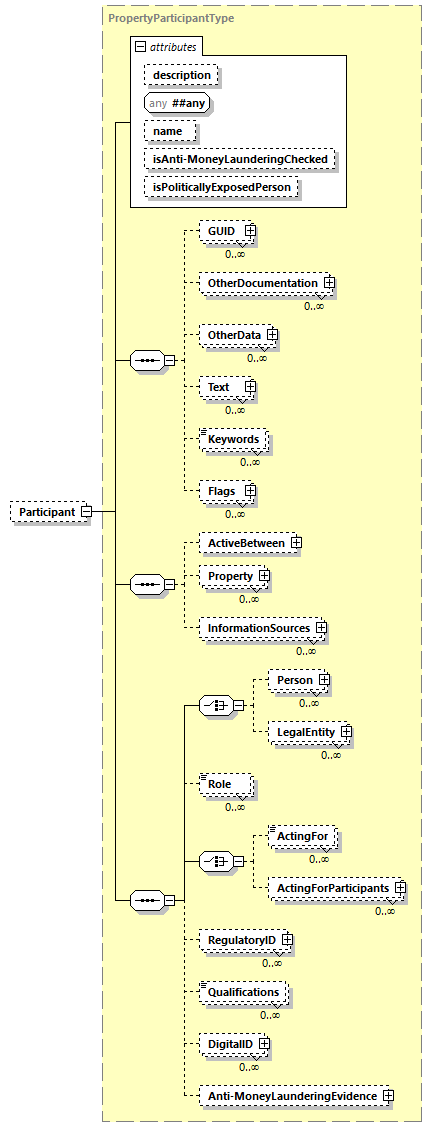 PropertyParticipantType
attributes
description
any ##any
name
isAnti-MoneyLaunderingChecked
isPoliticallyExposedPerson
GUID
0..∞
OtherDocumentation
0..∞
OtherData
0..∞
Text
0..∞
Keywords
0..∞
Flags
0..∞
Participant
ActiveBetween
Property
0..∞
InformationSources
0..∞
Person
0..∞
LegalEntity
0..∞
Role
0..∞
ActingFor
0..∞
ActingForParticipants
0..∞
RegulatoryID
0..∞
Qualifications
0..∞
DigitalID
0..∞
Anti-MoneyLaunderingEvidence